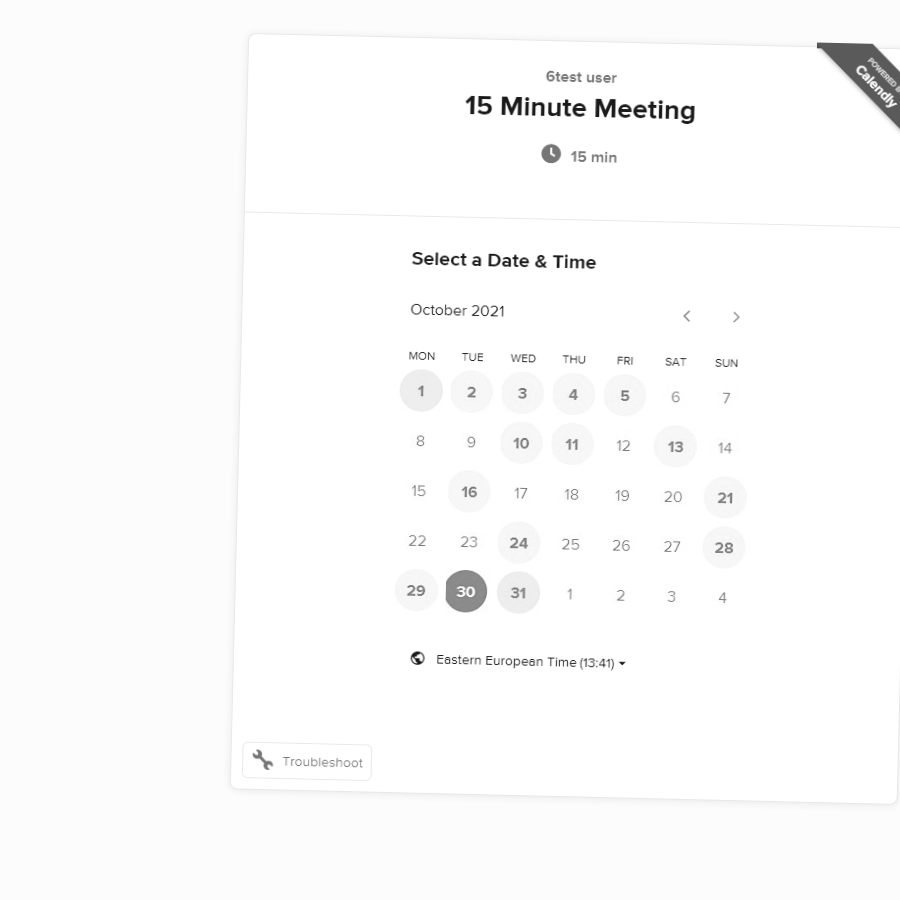 6test user
15 Minute Meeting
15 min
POWERED B
Calendly
Select a Date & Time
October 2021
MON TUE WED THU FRI SAT SUN
1 2 3 4 5 6 7
8 9 10 11 12 13 14
15 16 17 18 19 20 21
22 23 24 25 26 27 28
29 30 31 1 2 3 4
Eastern European Time (13:41)
Troubleshoot